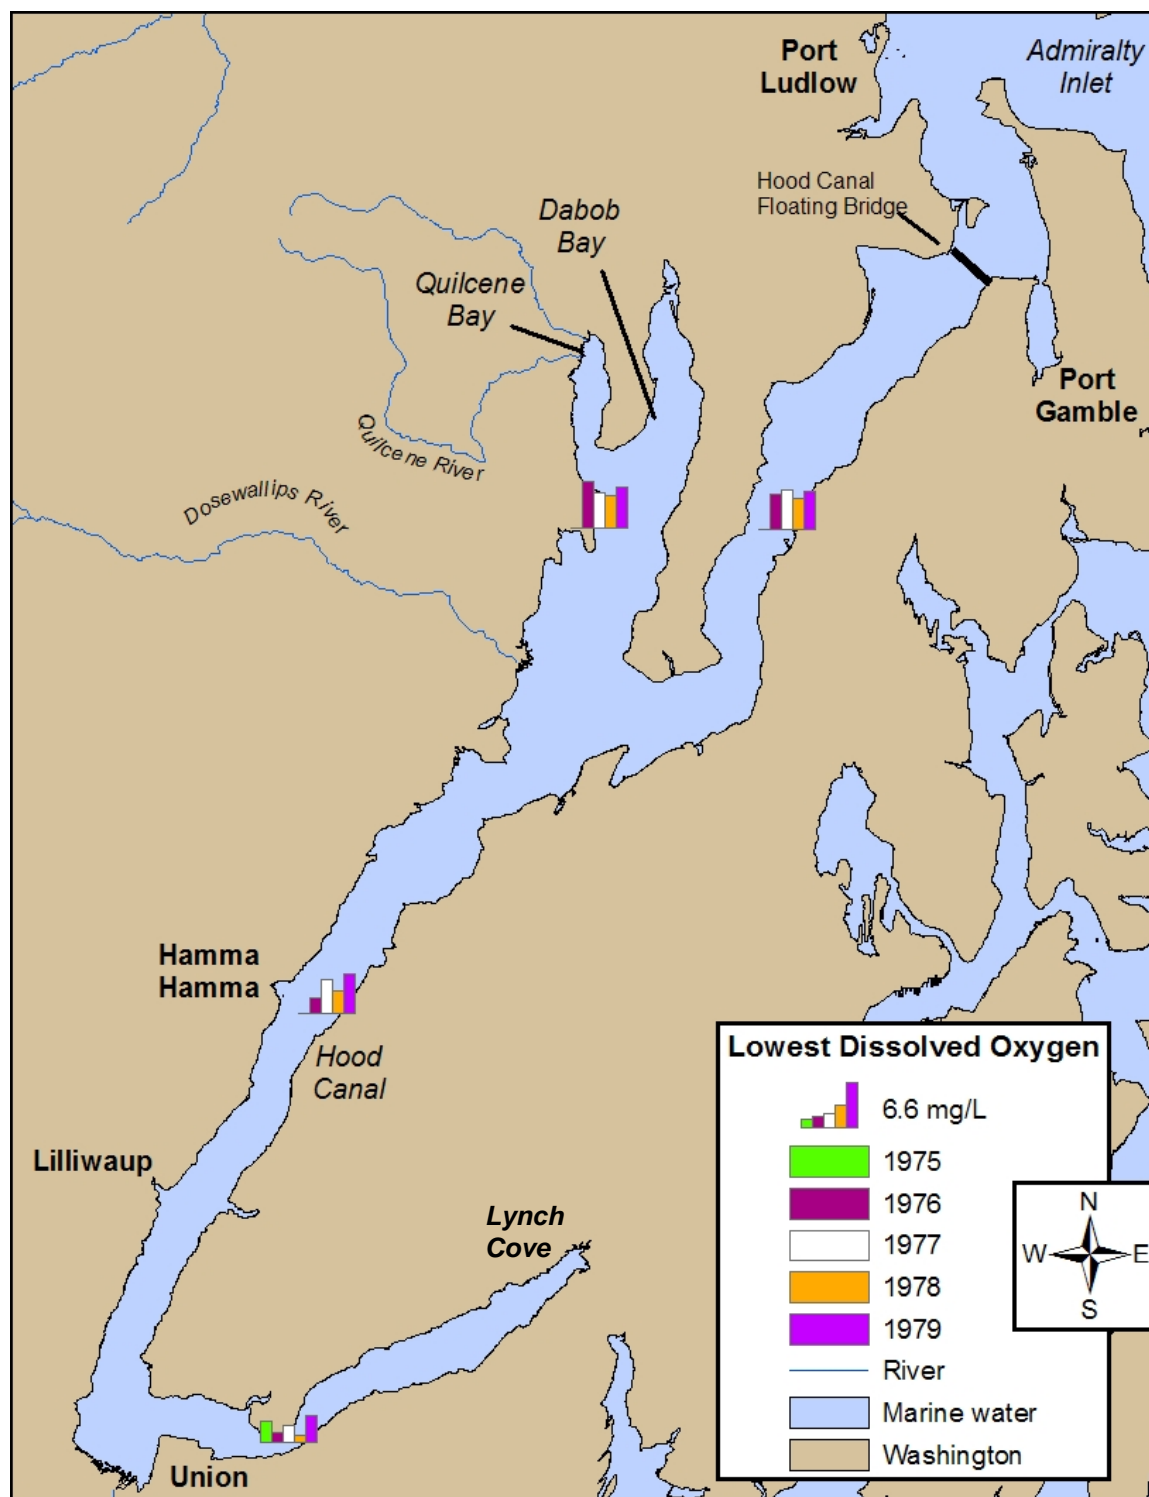 Port
Ludlow
Admiralty
Inlet
Hood Canal
Floating Bridge
Dabob
Bay
Quilcene
Bay
Port
Gamble
Quilcene River
Dosewallips River
Hamma
Hamma
Hood
Canal
Lilliwaup
Lynch
Cove
Union
Lowest Dissolved Oxygen
6.6 mg/L
1975
1976
1977
1978
1979
River
Marine water
Washington
N
W E
S